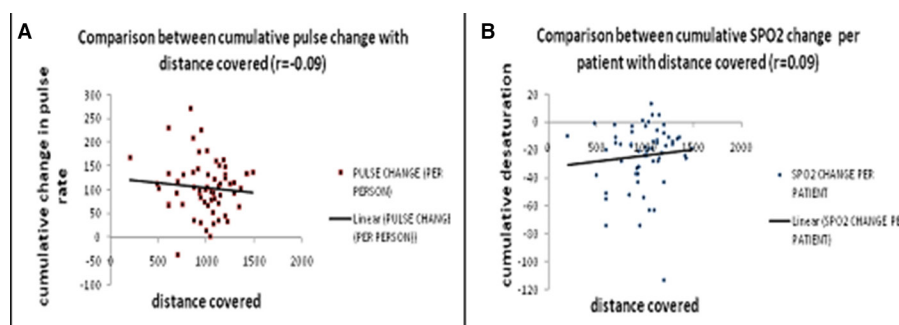 A
Comparison between cumulative pulse change with
distance covered (r=-0.09)
cumulative change in pulse
rate
300
250
200
150
100
50
0
-50
-100
0
500
1000
1500
2000
PULSE CHANGE (PER
PERSON)
Linear (PULSE CHANGE
(PER PERSON))
distance covered
B
Comparison between cumulative SPO2 change per
patient with distance covered (r=0.09)
cumulative desaturation
20
0
-20
-40
-60
-80
-100
-120
0
500
1000
1500
2000
SPO2 CHANGE PER
PATIENT
Linear (SPO2 CHANGE PE
PATIENT)
distance covered